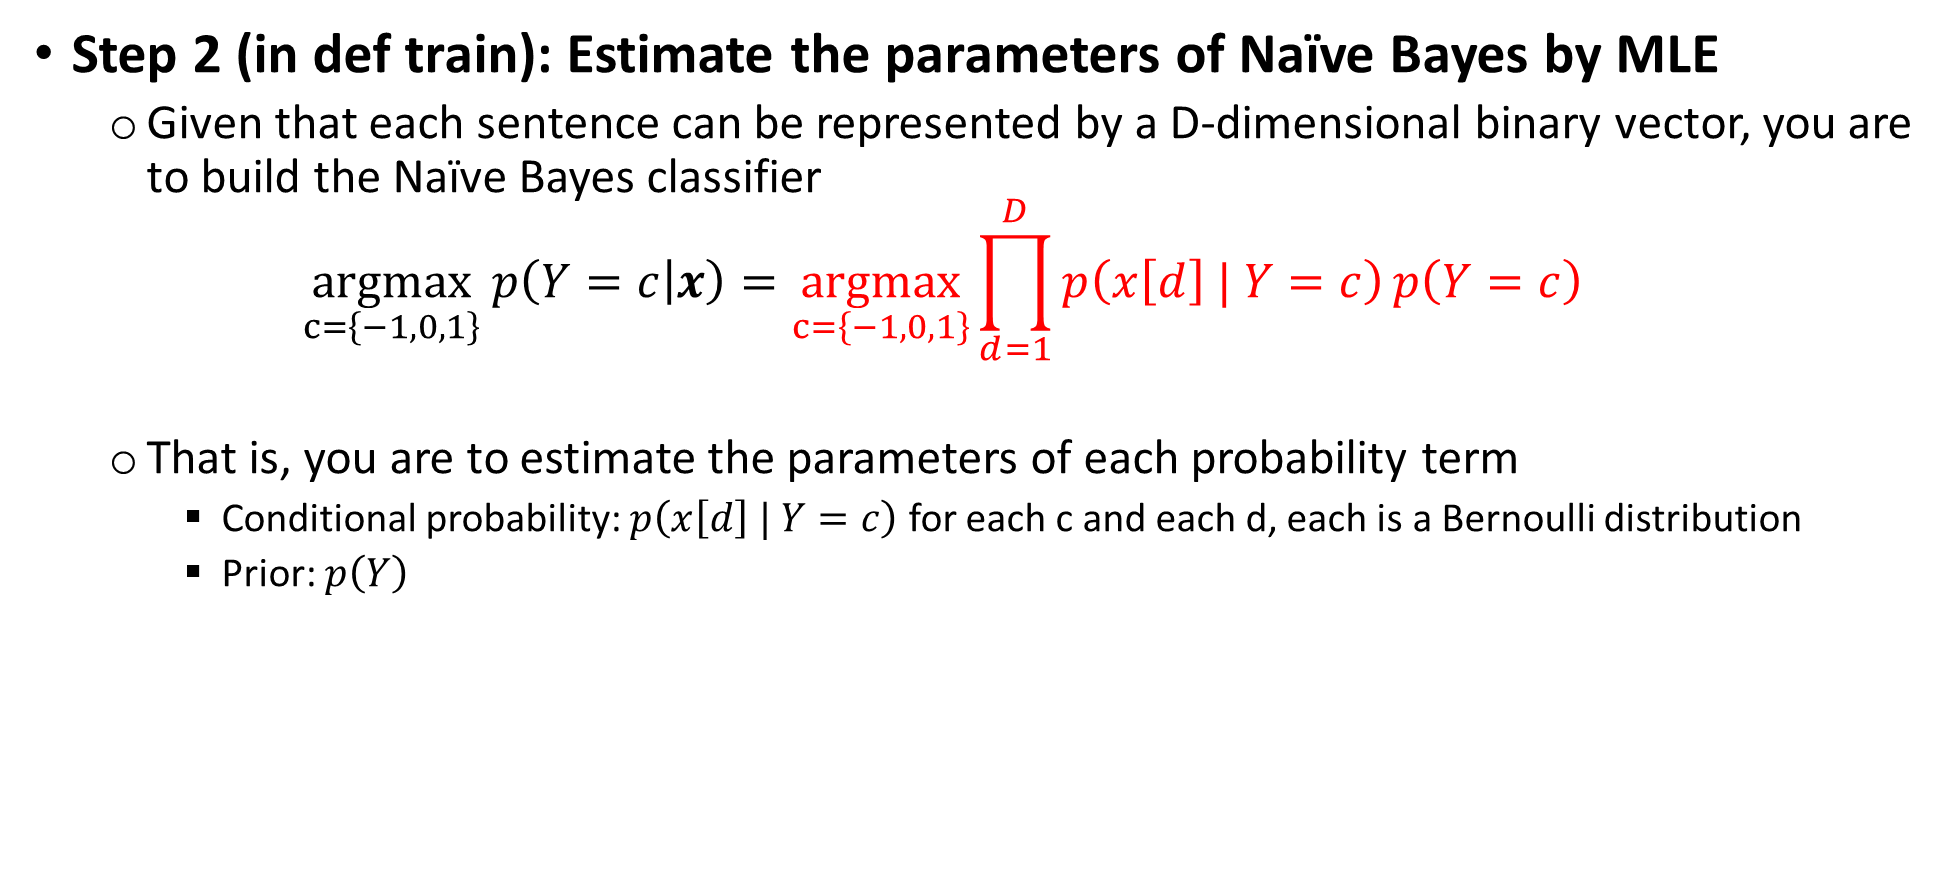 • Step 2 (in def train): Estimate the parameters of Naïve Bayes by MLE
○ Given that each sentence can be represented by a D-dimensional binary vector, you are
to build the Naïve Bayes classifier
argmax_{c={−1,0,1}} p(Y = c|x) = argmax_{c={−1,0,1}} ∏_{d=1}^{D} p(x[d] | Y = c) p(Y = c)
○ That is, you are to estimate the parameters of each probability term
▪ Conditional probability: p(x[d] | Y = c) for each c and each d, each is a Bernoulli distribution
▪ Prior: p(Y)